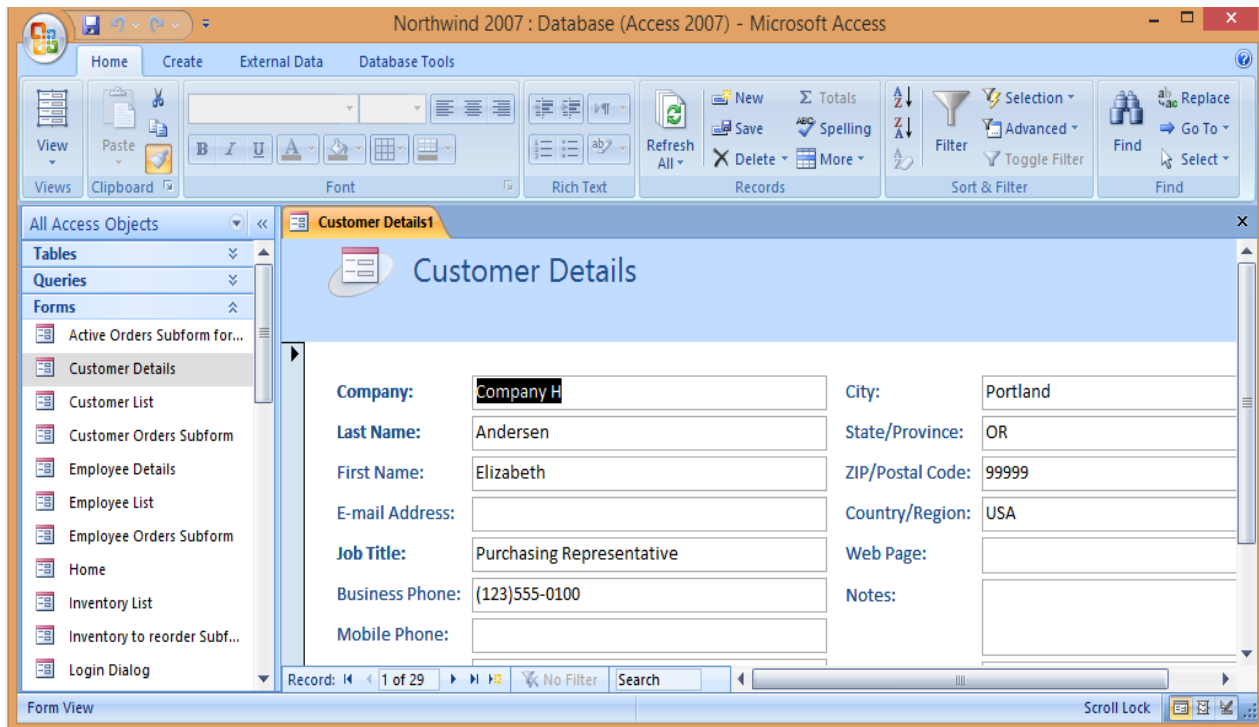 Northwind 2007 : Database (Access 2007) - Microsoft Access
Home Create External Data Database Tools
View
Paste
B I U A
ab
Refresh All
New
Save
Delete
Σ Totals
ABC Spelling
More
A Z
Z A
Filter
Selection
Advanced
Toggle Filter
Find
ab ac Replace
Go To
Select
Views Clipboard Font Rich Text Records Sort & Filter Find
All Access Objects
Tables
Queries
Forms
Active Orders Subform for...
Customer Details
Customer List
Customer Orders Subform
Employee Details
Employee List
Employee Orders Subform
Home
Inventory List
Inventory to reorder Subf...
Login Dialog
Customer Details1
Customer Details
Company: Company H
Last Name: Andersen
First Name: Elizabeth
E-mail Address:
Job Title: Purchasing Representative
Business Phone: (123)555-0100
Mobile Phone:
City: Portland
State/Province: OR
ZIP/Postal Code: 99999
Country/Region: USA
Web Page:
Notes:
Record: 1 of 29 No Filter Search
Form View Scroll Lock